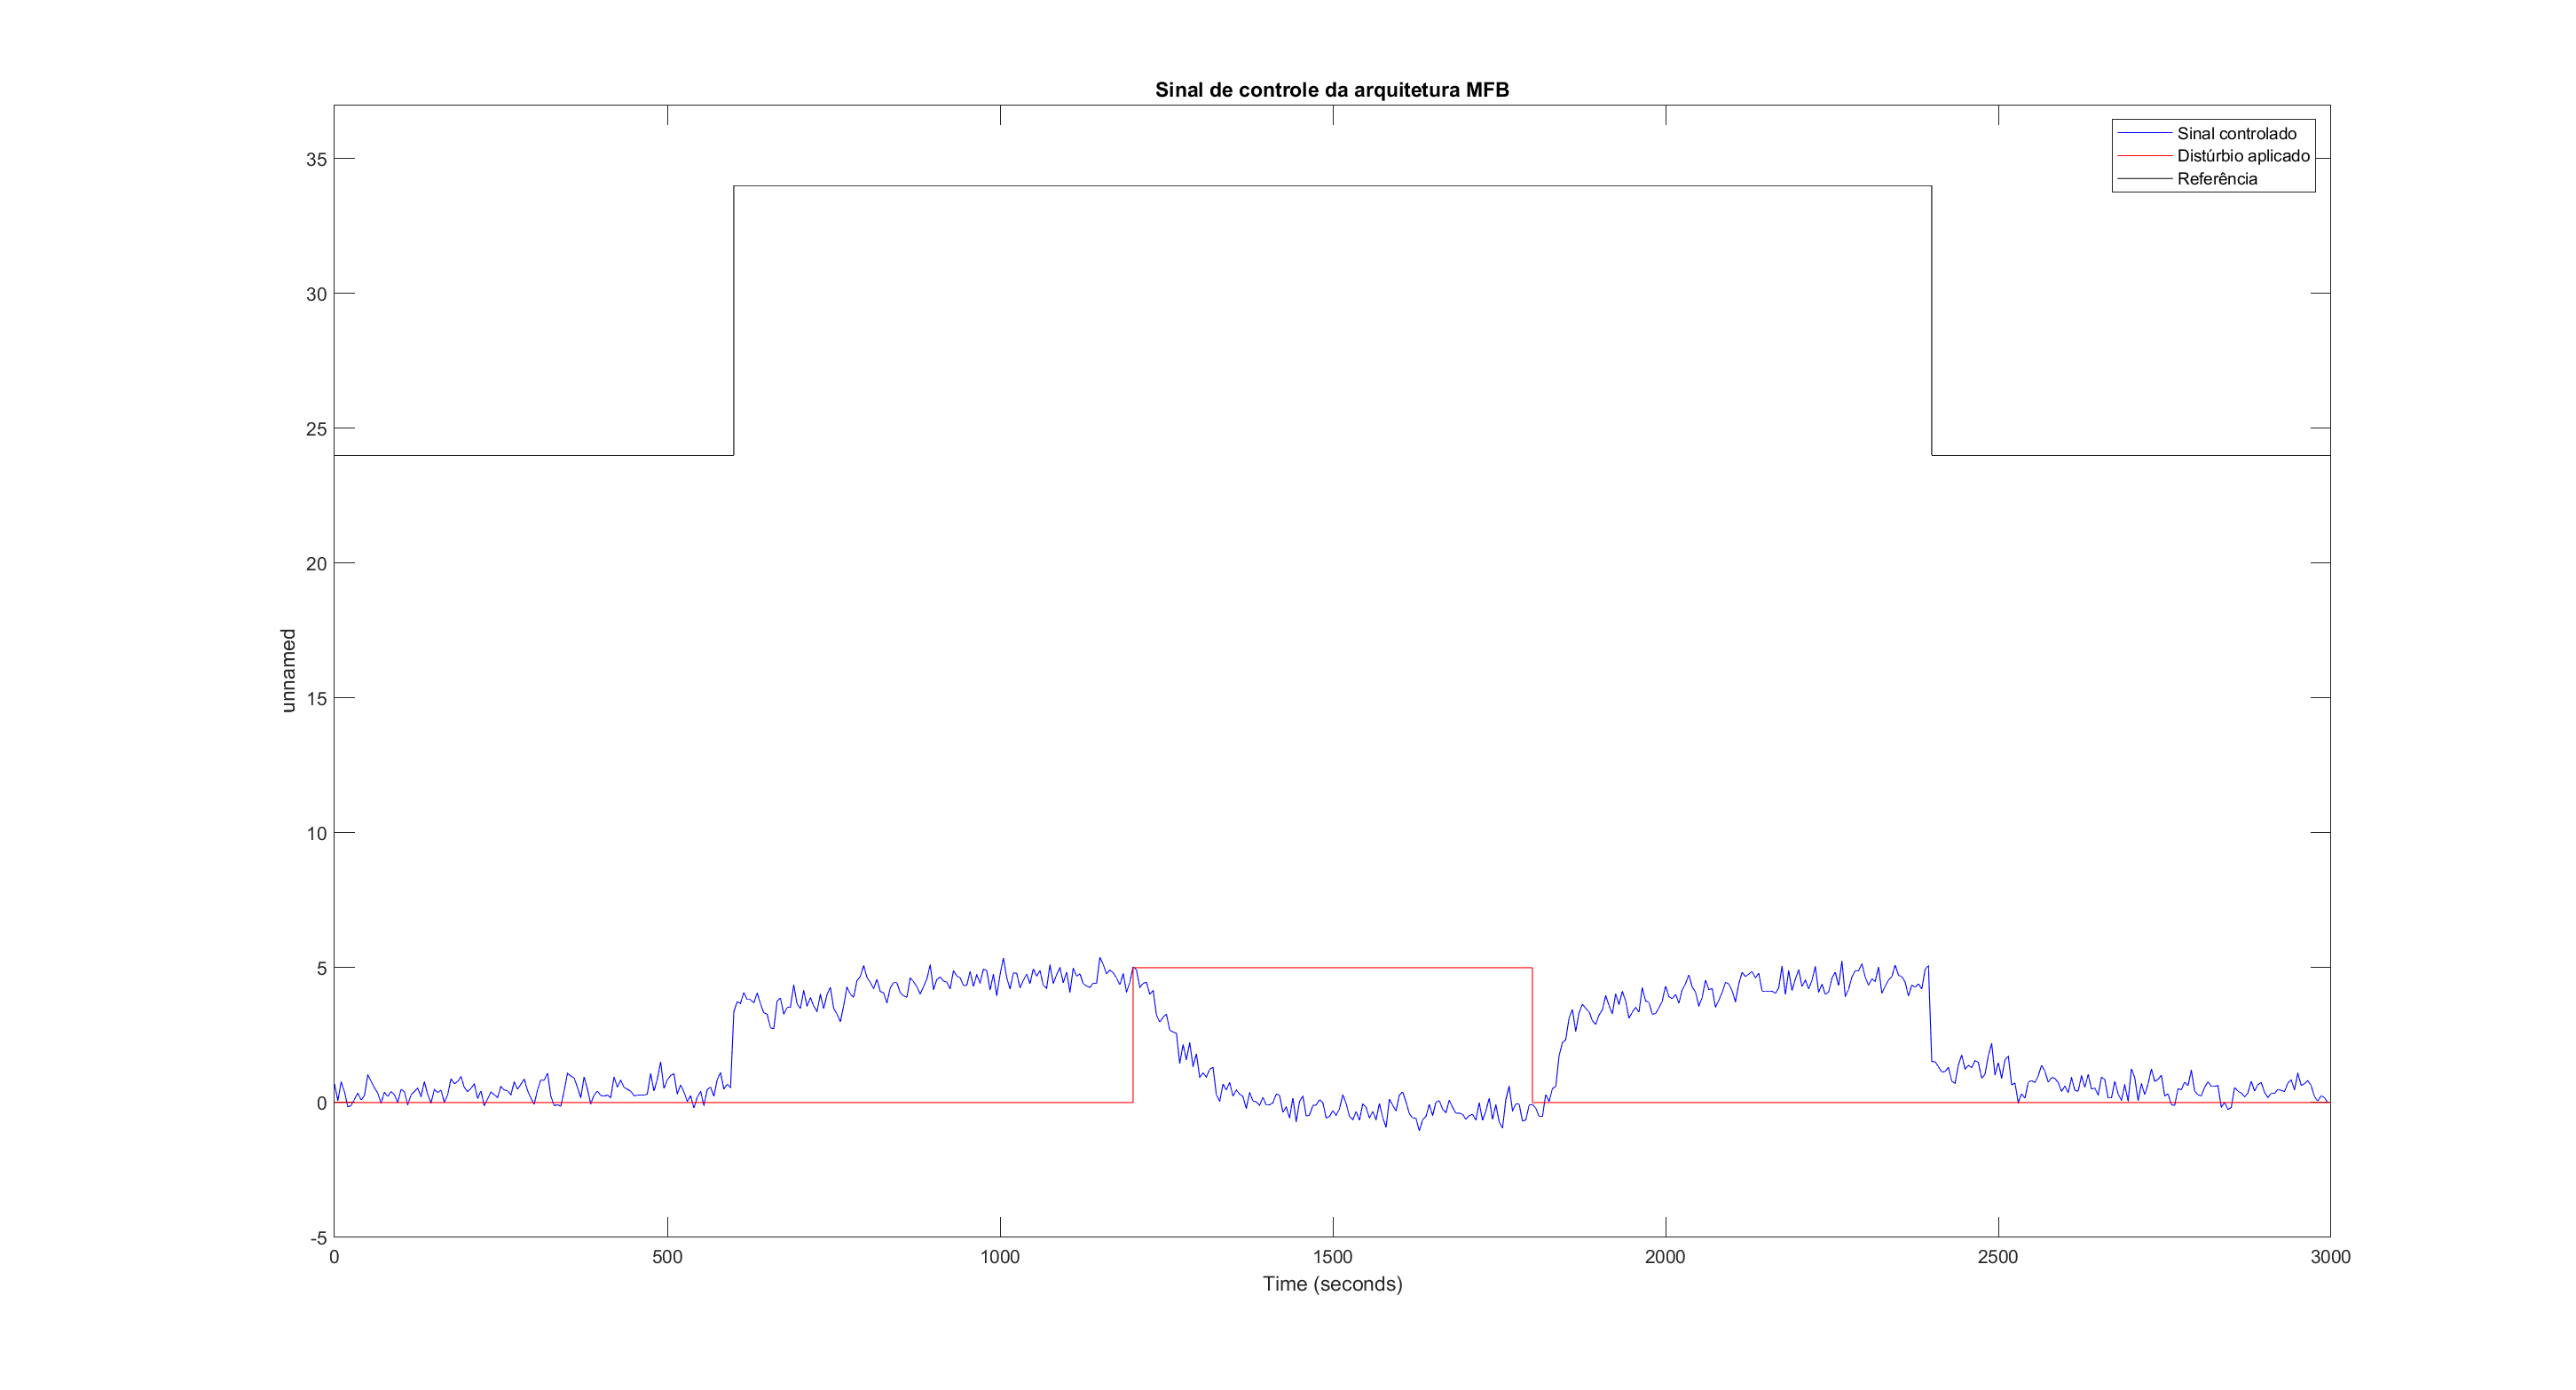 Sinal de controle da arquitetura MFB
Sinal controlado
Distúrbio aplicado
Referência
35
30
25
20
15
10
5
0
-5
unnamed
0 500 1000 1500 2000 2500 3000
Time (seconds)